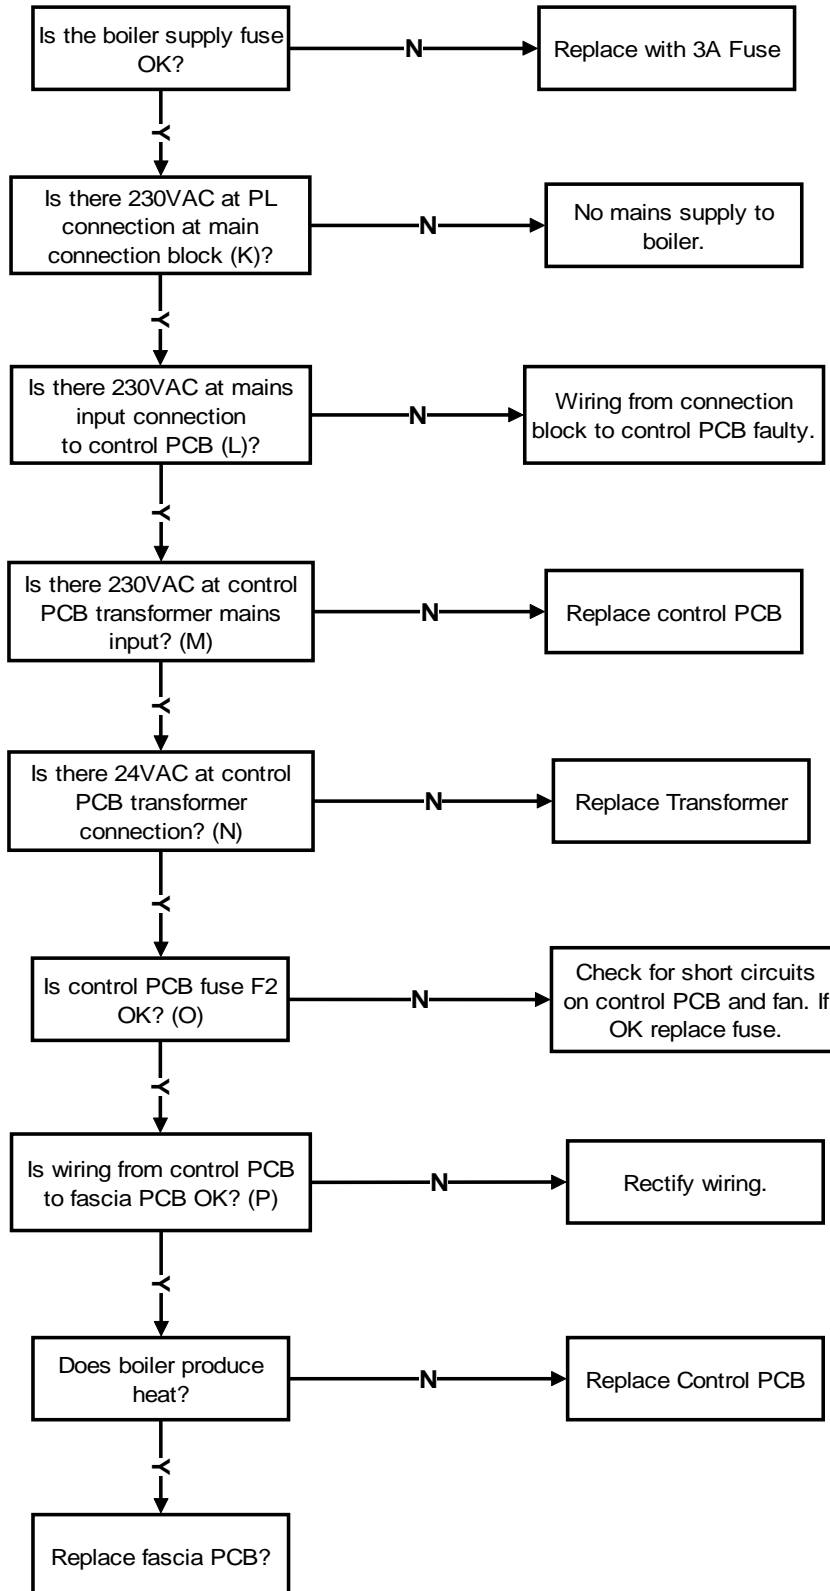 Is the boiler supply fuse
OK?
N
Replace with 3A Fuse
Y
Is there 230VAC at PL
connection at main
connection block (K)?
N
No mains supply to
boiler.
Y
Is there 230VAC at mains
input connection
to control PCB (L)?
N
Wiring from connection
block to control PCB faulty.
Y
Is there 230VAC at control
PCB transformer mains
input? (M)
N
Replace control PCB
Y
Is there 24VAC at control
PCB transformer
connection? (N)
N
Replace Transformer
Y
Is control PCB fuse F2
OK? (O)
N
Check for short circuits
on control PCB and fan. If
OK replace fuse.
Y
Is wiring from control PCB
to fascia PCB OK? (P)
N
Rectify wiring.
Y
Does boiler produce
heat?
N
Replace Control PCB
Y
Replace fascia PCB?